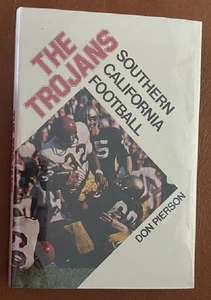 THE
TROJANS
SOUTHERN
CALIFORNIA
FOOTBALL
DON PIERSON